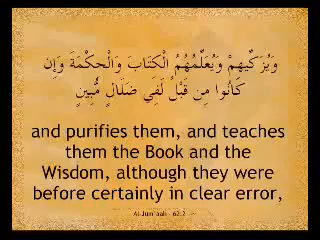 وَيُزَكِّيهِمْ وَيُعَلِّمُهُمُ الْكِتَابَ وَالْحِكْمَةَ وَإِن
كَانُوا مِن قَبْلُ لَفِي ضَلَالٍ مُّبِينٍ
and purifies them, and teaches
them the Book and the
Wisdom, although they were
before certainly in clear error,
Al-Jum'aah - 62:2